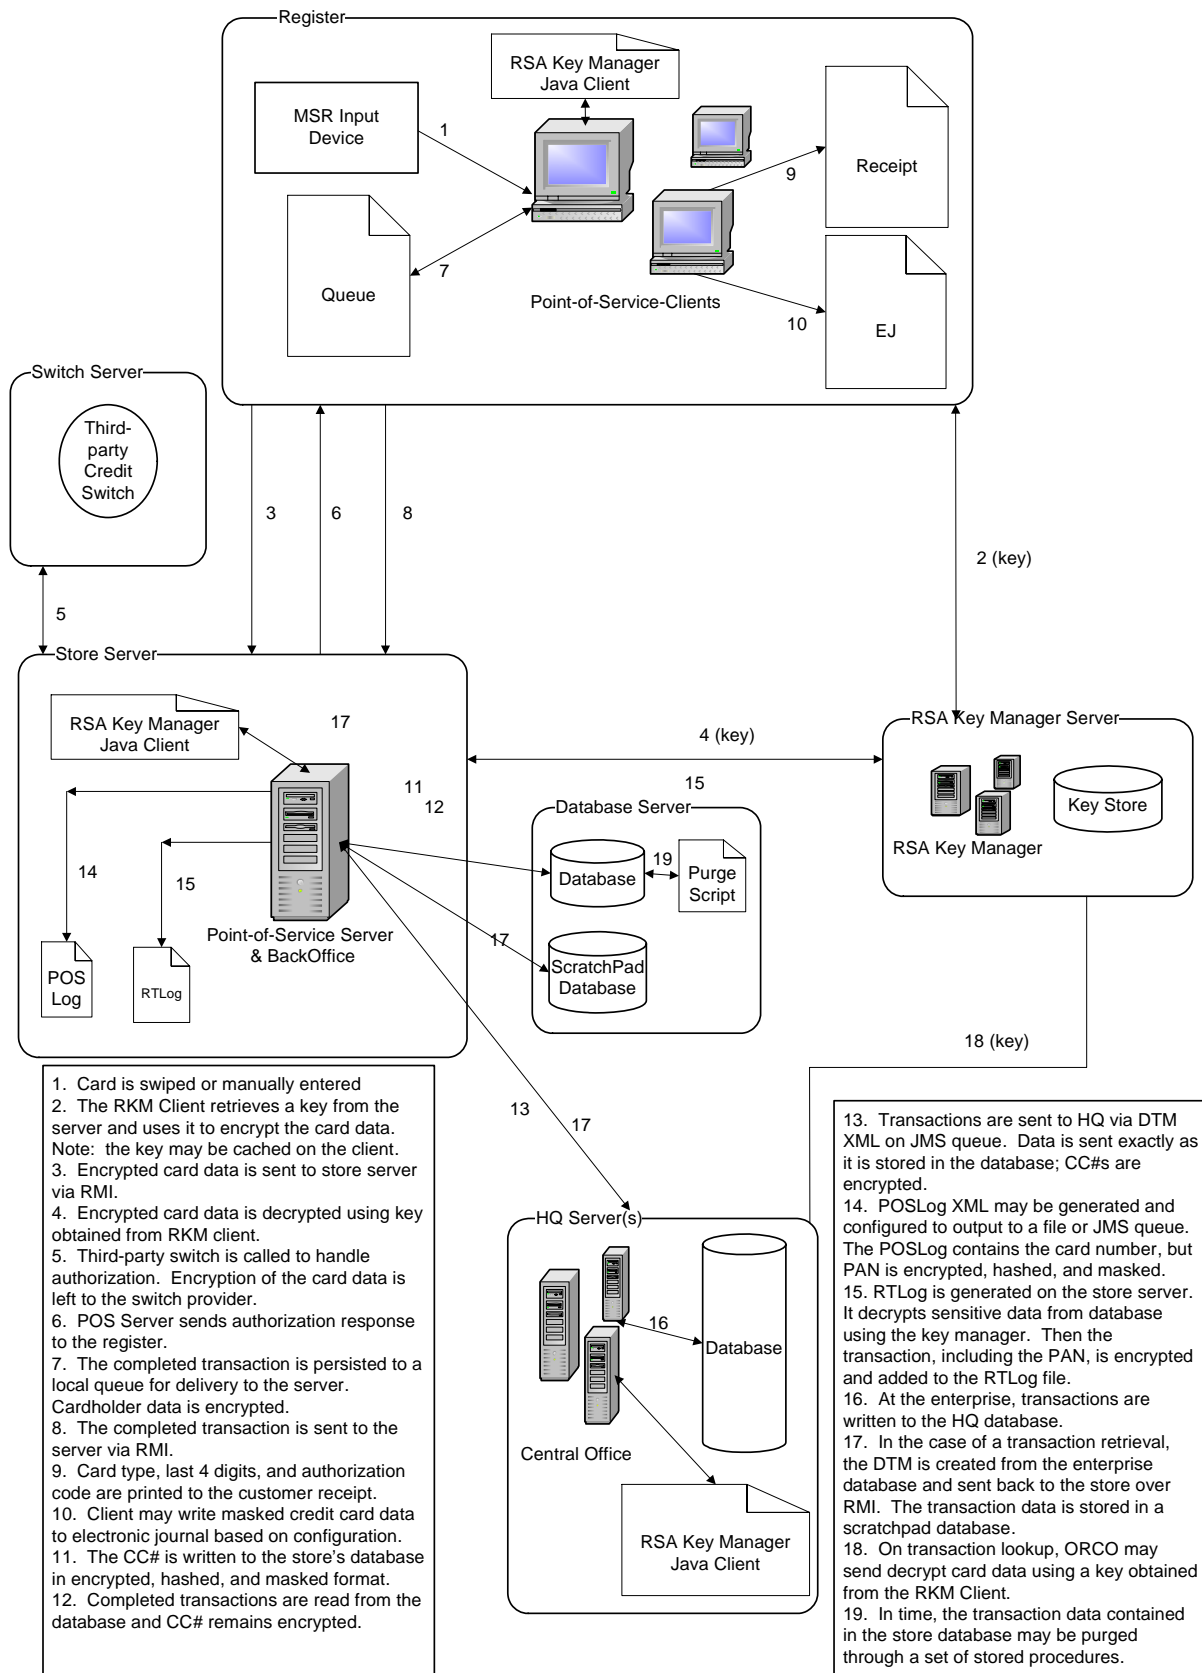 Register
RSA Key Manager
Java Client
MSR Input
Device
1
9
Receipt
Queue
7
Point-of-Service-Clients
10
EJ
Switch Server
Third-
party
Credit
Switch
3
6
8
2 (key)
5
Store Server
RSA Key Manager
Java Client
17
4 (key)
RSA Key Manager Server
Key Store
RSA Key Manager
11
12
15
Database Server
Database
19
Purge
Script
14
15
17
ScratchPad
Database
Point-of-Service Server
& BackOffice
POS
Log
RTLog
18 (key)
13
17
1. Card is swiped or manually entered
2. The RKM Client retrieves a key from the
server and uses it to encrypt the card data.
Note: the key may be cached on the client.
3. Encrypted card data is sent to store server
via RMI.
4. Encrypted card data is decrypted using key
obtained from RKM client.
5. Third-party switch is called to handle
authorization. Encryption of the card data is
left to the switch provider.
6. POS Server sends authorization response
to the register.
7. The completed transaction is persisted to a
local queue for delivery to the server.
Cardholder data is encrypted.
8. The completed transaction is sent to the
server via RMI.
9. Card type, last 4 digits, and authorization
code are printed to the customer receipt.
10. Client may write masked credit card data
to electronic journal based on configuration.
11. The CC# is written to the store's database
in encrypted, hashed, and masked format.
12. Completed transactions are read from the
database and CC# remains encrypted.
HQ Server(s)
16
Database
Central Office
RSA Key Manager
Java Client
13. Transactions are sent to HQ via DTM
XML on JMS queue. Data is sent exactly as
it is stored in the database; CC#s are
encrypted.
14. POSLog XML may be generated and
configured to output to a file or JMS queue.
The POSLog contains the card number, but
PAN is encrypted, hashed, and masked.
15. RTLog is generated on the store server.
It decrypts sensitive data from database
using the key manager. Then the
transaction, including the PAN, is encrypted
and added to the RTLog file.
16. At the enterprise, transactions are
written to the HQ database.
17. In the case of a transaction retrieval,
the DTM is created from the enterprise
database and sent back to the store over
RMI. The transaction data is stored in a
scratchpad database.
18. On transaction lookup, ORCO may
send decrypt card data using a key obtained
from the RKM Client.
19. In time, the transaction data contained
in the store database may be purged
through a set of stored procedures.